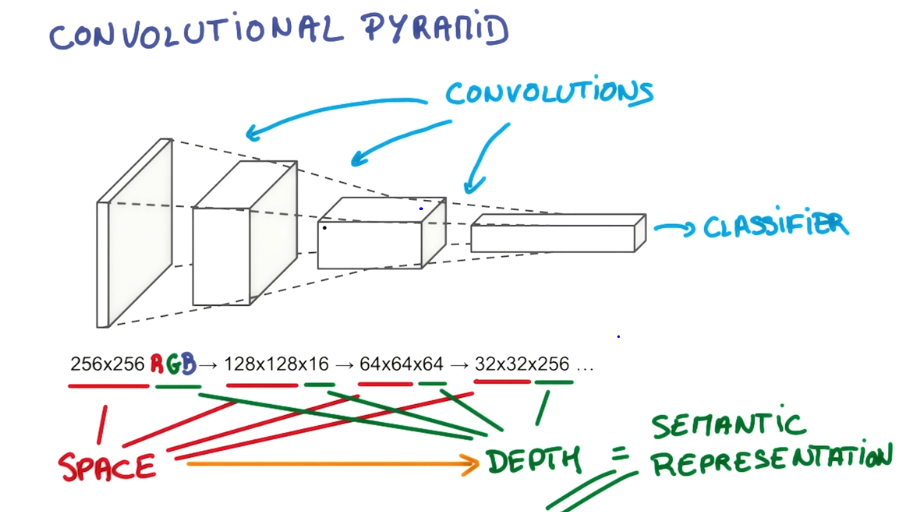 CONVOLUTIONAL PYRAMID
CONVOLUTIONS
CLASSIFIER
256x256 RGB → 128x128x16 → 64x64x64 → 32x32x256 ...
SPACE
DEPTH = SEMANTIC
REPRESENTATION